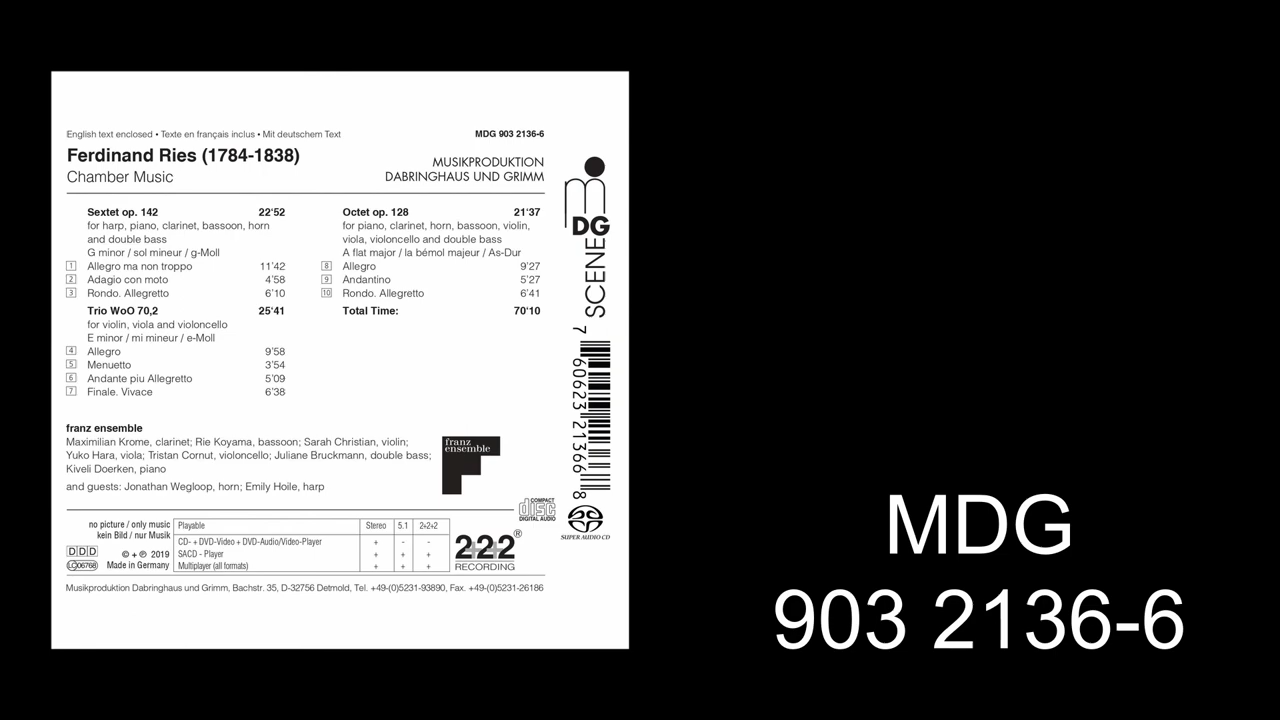 English text enclosed • Texte en français inclus • Mit deutschem Text
MDG 903 2136-6
Ferdinand Ries (1784-1838)
Chamber Music
MUSIKPRODUKTION
DABRINGHAUS UND GRIMM
Sextet op. 142 22'52
for harp, piano, clarinet, bassoon, horn
and double bass
G minor / sol mineur / g-Moll
1 Allegro ma non troppo 11'42
2 Adagio con moto 4'58
3 Rondo. Allegretto 6'10
Trio WoO 70,2 25'41
for violin, viola and violoncello
E minor / mi mineur / e-Moll
4 Allegro 9'58
5 Menuetto 3'54
6 Andante piu Allegretto 5'09
7 Finale. Vivace 6'38
Octet op. 128 21'37
for piano, clarinet, horn, bassoon, violin,
viola, violoncello and double bass
A flat major / la bémol majeur / As-Dur
8 Allegro 9'27
9 Andantino 5'27
10 Rondo. Allegretto 6'41
Total Time: 70'10
franz ensemble
Maximilian Krome, clarinet; Rie Koyama, bassoon; Sarah Christian, violin;
Yuko Hara, viola; Tristan Cornut, violoncello; Juliane Bruckmann, double bass;
Kiveli Doerken, piano
and guests: Jonathan Wegloop, horn; Emily Hoile, harp
franz
ensemble
no picture / only music
kein Bild / nur Musik
DDD
© + ℗ 2019
LC06768
Made in Germany
Playable Stereo 5.1 2+2+2
CD- + DVD-Video + DVD-Audio/Video-Player + - -
SACD - Player + + +
Multiplayer (all formats) + + +
2+2+2®
RECORDING
COMPACT
disc
DIGITAL AUDIO
SUPER AUDIO CD
Musikproduktion Dabringhaus und Grimm, Bachstr. 35, D-32756 Detmold, Tel. +49-(0)5231-93890, Fax. +49-(0)5231-26186
DG
SCENE
7 60623 21366 8
MDG
903 2136-6